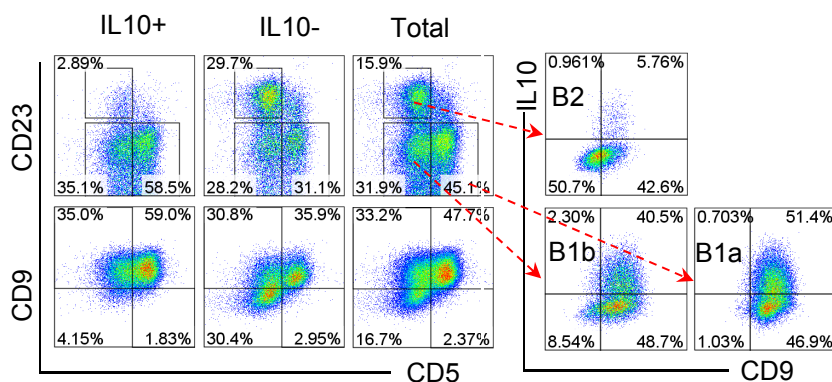 IL10+ IL10- Total
2.89% 29.7% 15.9% 0.961% 5.76%
IL10
B2
CD23
35.1% 58.5% 28.2% 31.1% 31.9% 45.1% 50.7% 42.6%
35.0% 59.0% 30.8% 35.9% 33.2% 47.7% 2.30% 40.5% 0.703% 51.4%
B1b B1a
CD9
4.15% 1.83% 30.4% 2.95% 16.7% 2.37% 8.54% 48.7% 1.03% 46.9%
CD5 CD9